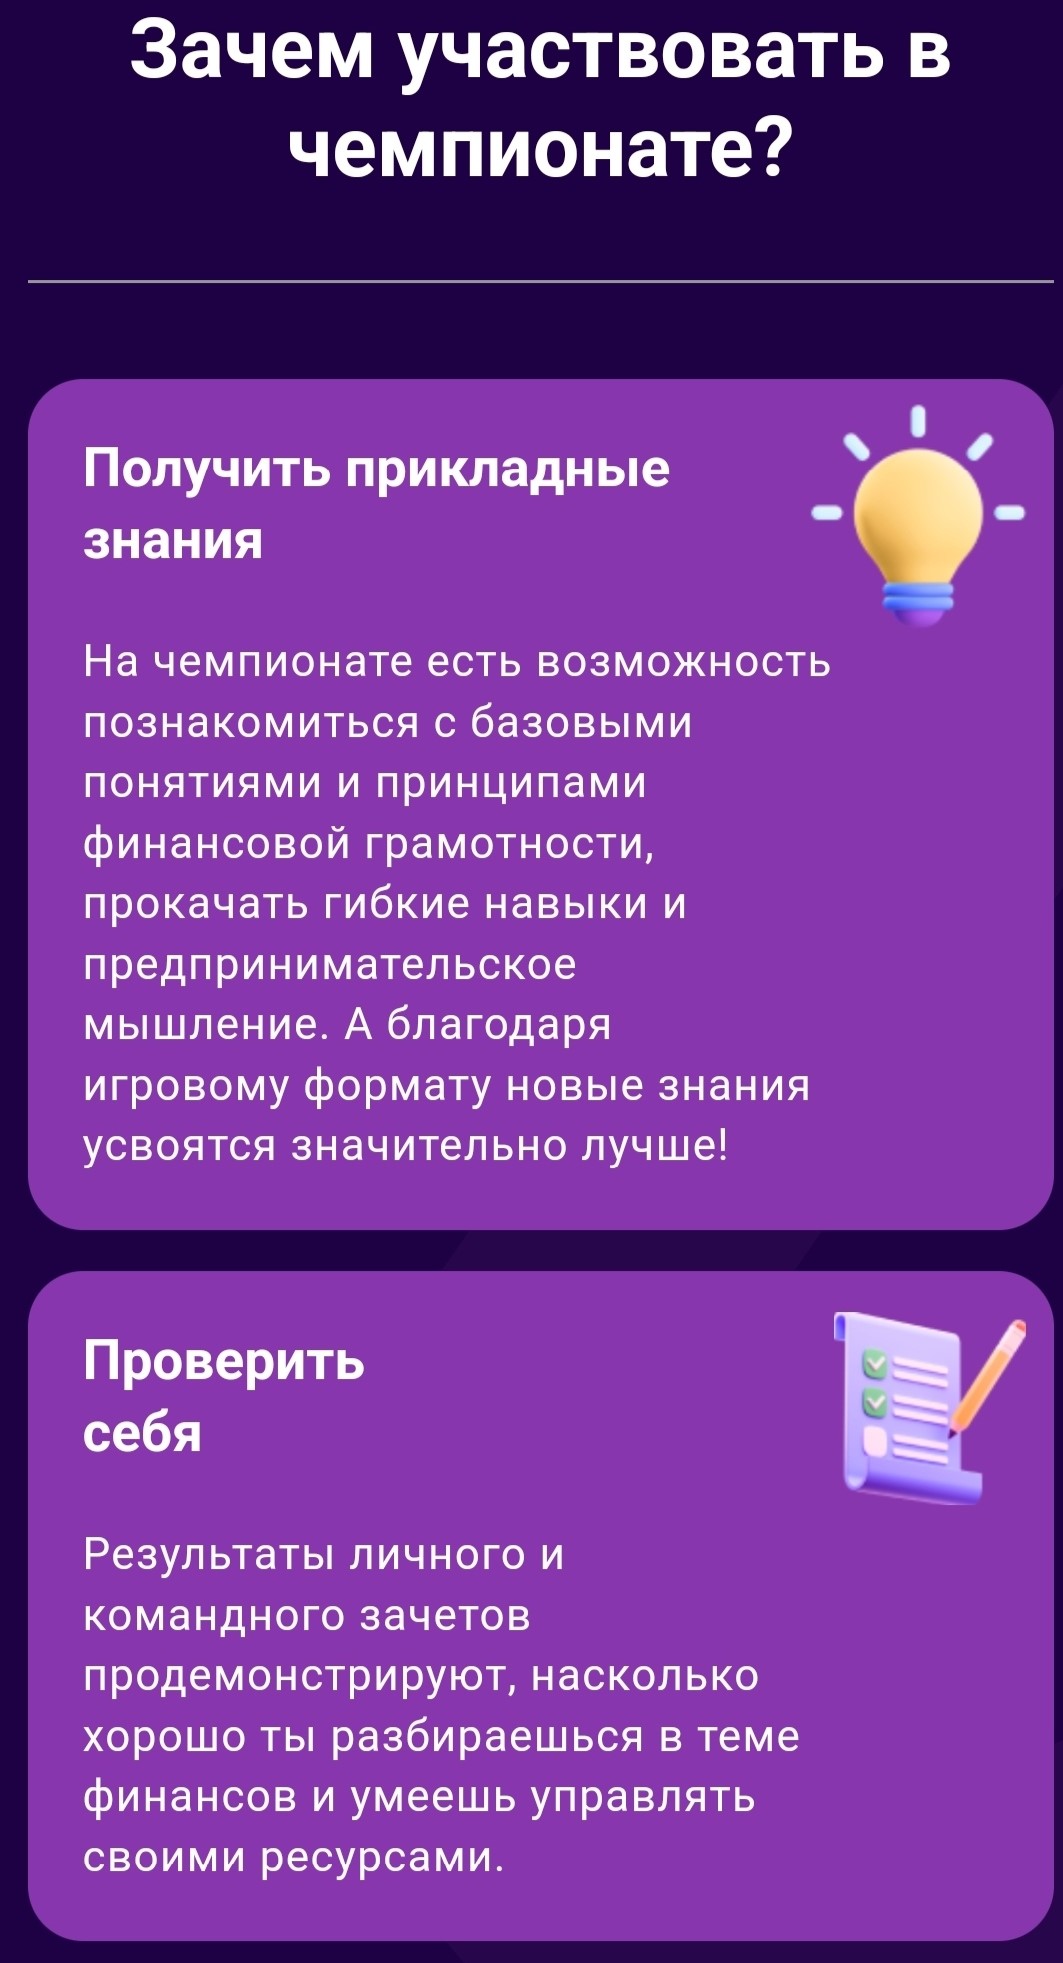 Зачем участвовать в
чемпионате?
Получить прикладные
знания
На чемпионате есть возможность
познакомиться с базовыми
понятиями и принципами
финансовой грамотности,
прокачать гибкие навыки и
предпринимательское
мышление. А благодаря
игровому формату новые знания
усвоятся значительно лучше!
Проверить
себя
Результаты личного и
командного зачетов
продемонстрируют, насколько
хорошо ты разбираешься в теме
финансов и умеешь управлять
своими ресурсами.